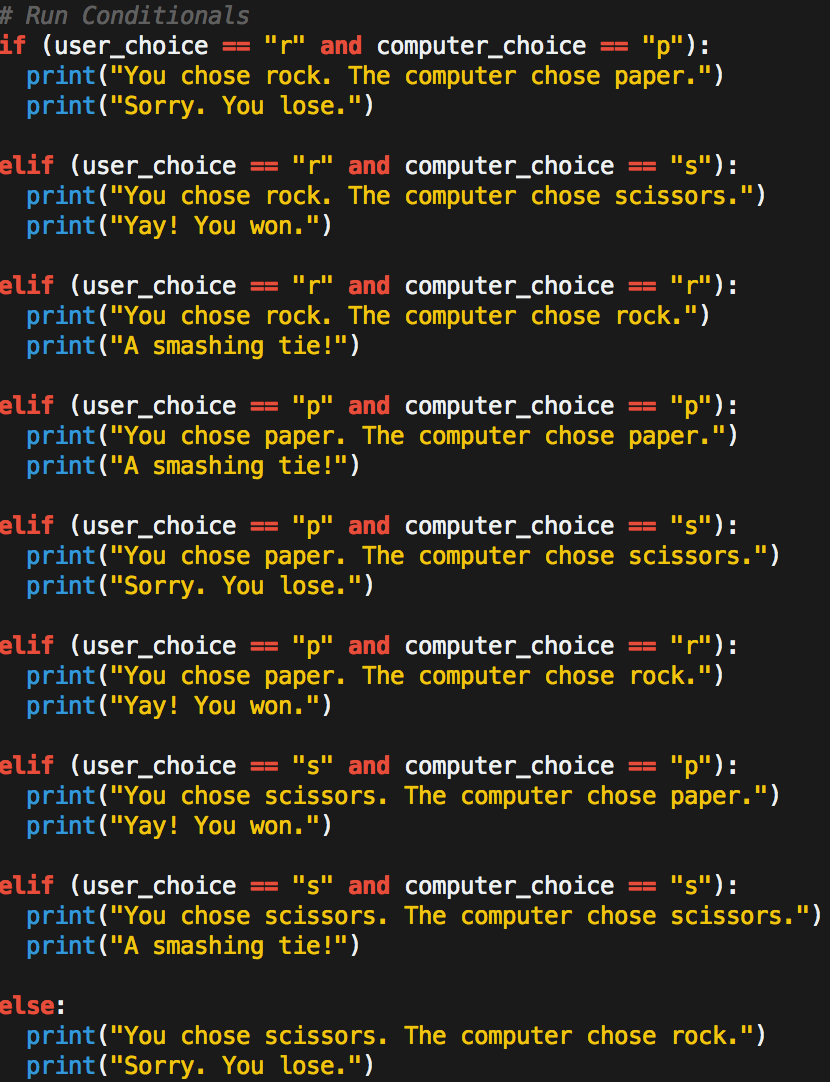 # Run Conditionals
if (user_choice == "r" and computer_choice == "p"):
  print("You chose rock. The computer chose paper.")
  print("Sorry. You lose.")

elif (user_choice == "r" and computer_choice == "s"):
  print("You chose rock. The computer chose scissors.")
  print("Yay! You won.")

elif (user_choice == "r" and computer_choice == "r"):
  print("You chose rock. The computer chose rock.")
  print("A smashing tie!")

elif (user_choice == "p" and computer_choice == "p"):
  print("You chose paper. The computer chose paper.")
  print("A smashing tie!")

elif (user_choice == "p" and computer_choice == "s"):
  print("You chose paper. The computer chose scissors.")
  print("Sorry. You lose.")

elif (user_choice == "p" and computer_choice == "r"):
  print("You chose paper. The computer chose rock.")
  print("Yay! You won.")

elif (user_choice == "s" and computer_choice == "p"):
  print("You chose scissors. The computer chose paper.")
  print("Yay! You won.")

elif (user_choice == "s" and computer_choice == "s"):
  print("You chose scissors. The computer chose scissors.")
  print("A smashing tie!")

else:
  print("You chose scissors. The computer chose rock.")
  print("Sorry. You lose.")